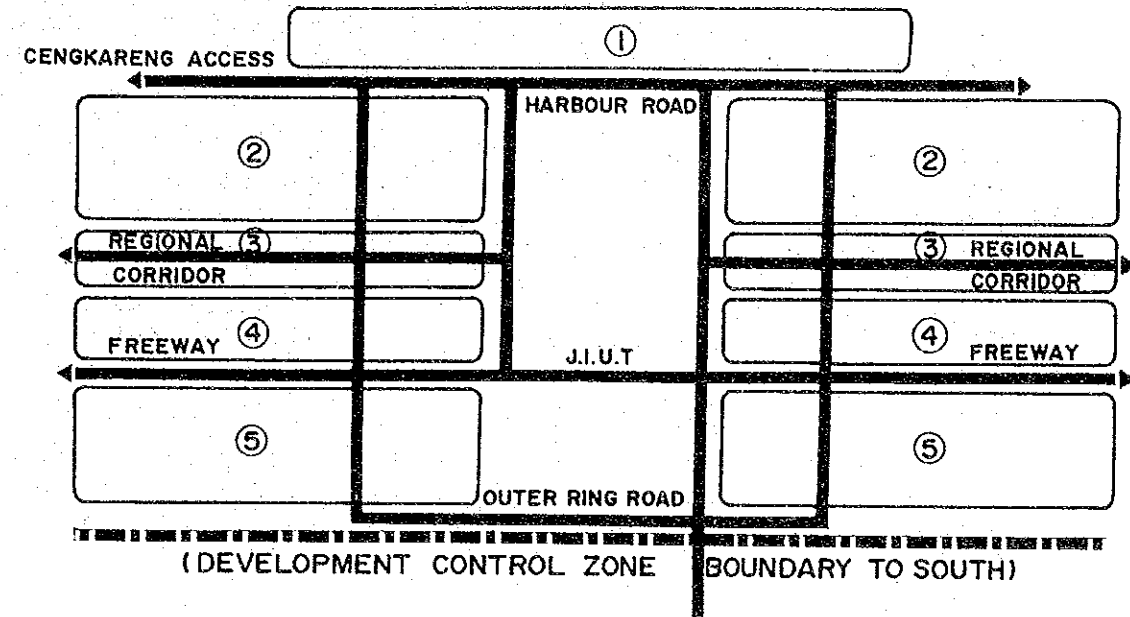 ①
CENGKARENG ACCESS
HARBOUR ROAD
②
②
REGIONAL ③
CORRIDOR
③ REGIONAL
CORRIDOR
④
FREEWAY
J.I.U.T
④
FREEWAY
⑤
⑤
OUTER RING ROAD
(DEVELOPMENT CONTROL ZONE BOUNDARY TO SOUTH)